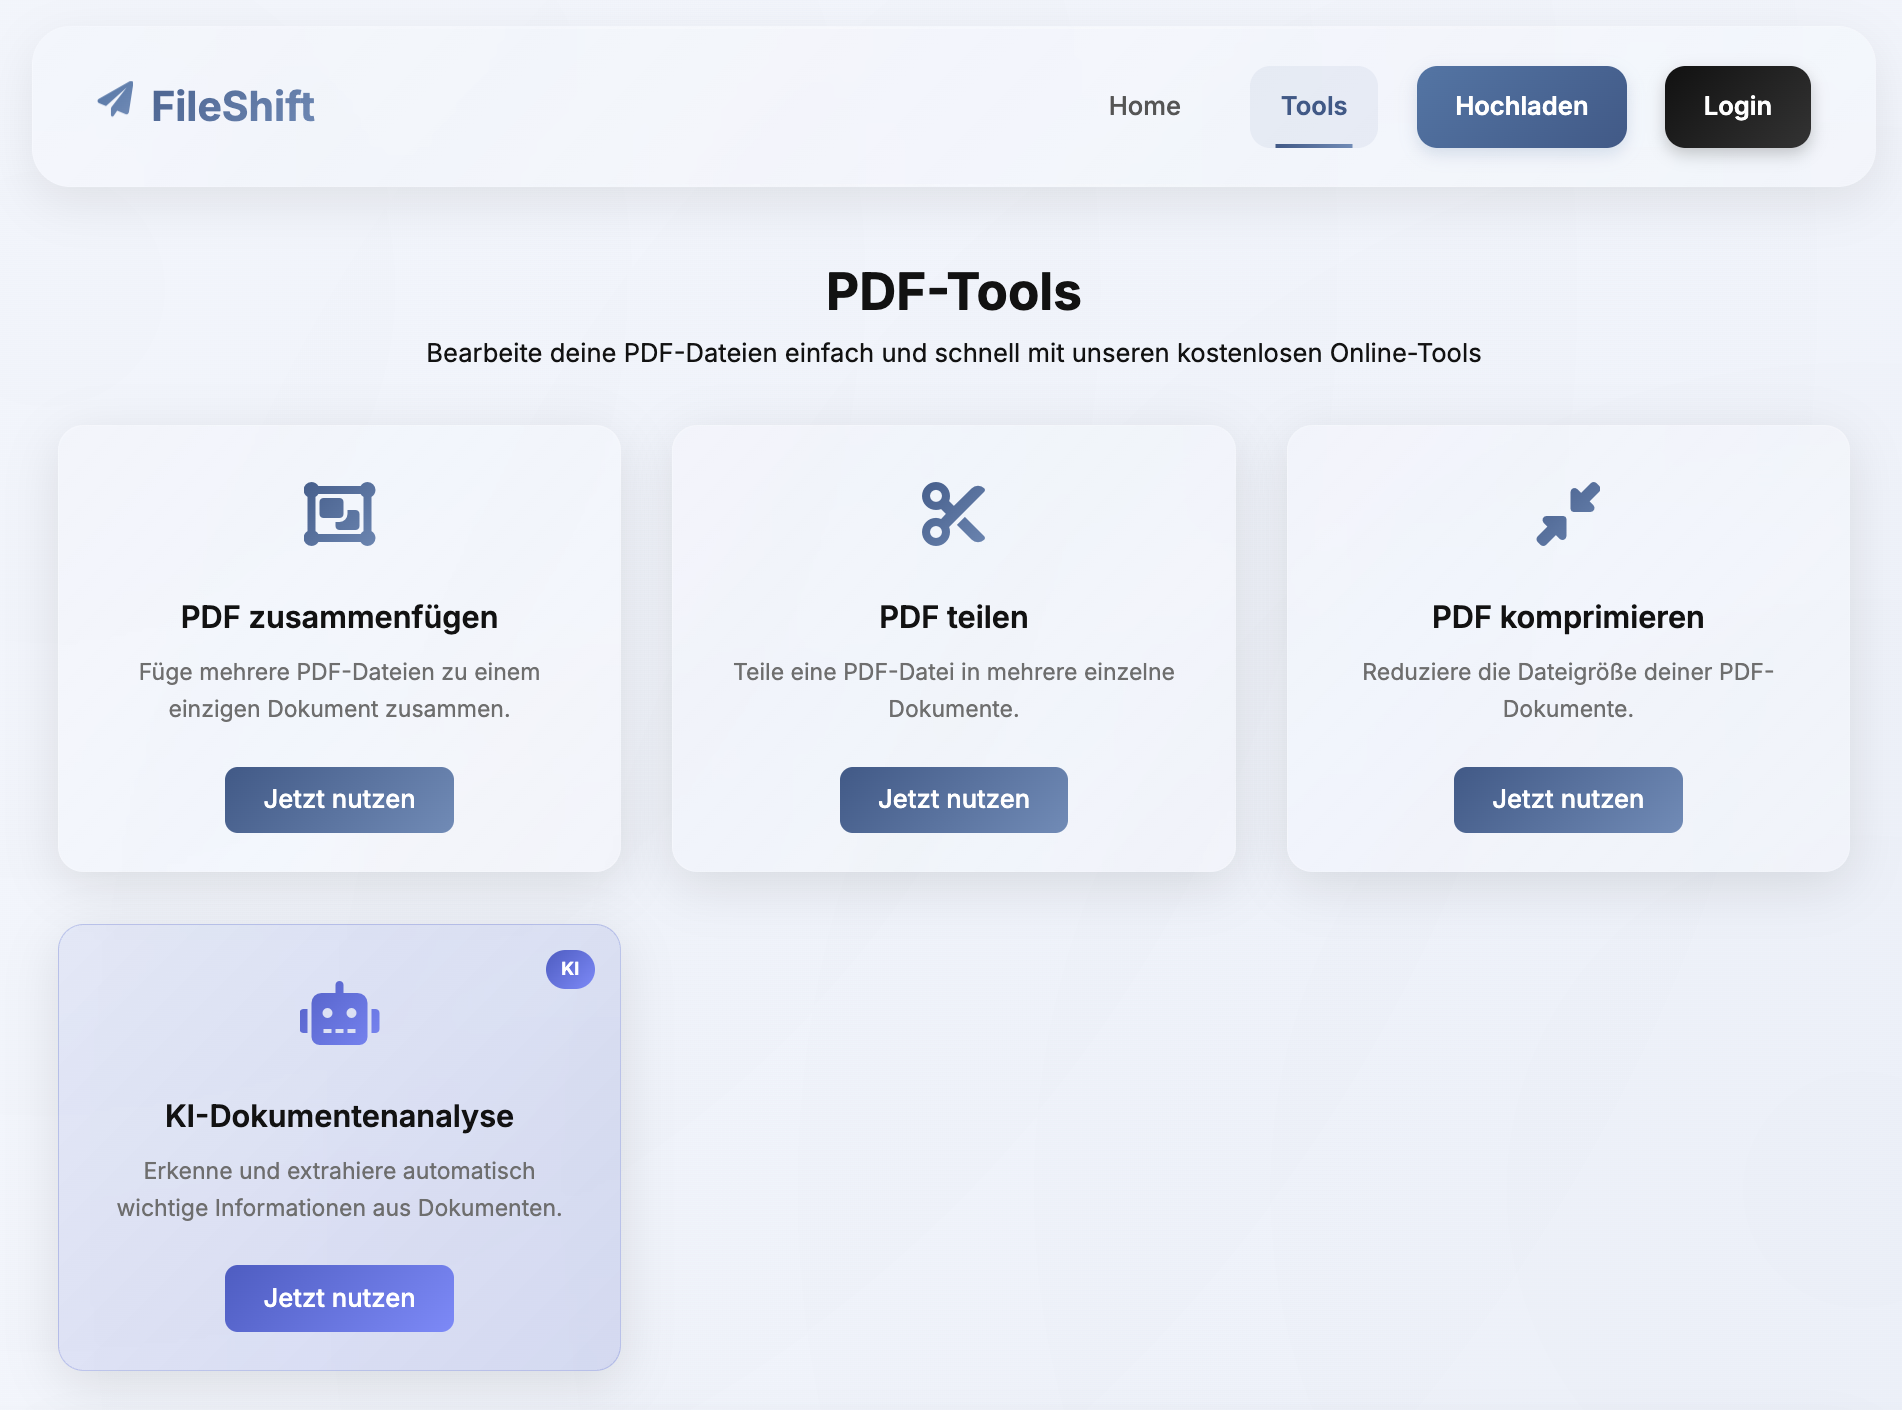 FileShift
Home
Tools
Hochladen
Login
PDF-Tools
Bearbeite deine PDF-Dateien einfach und schnell mit unseren kostenlosen Online-Tools
PDF zusammenfügen
Füge mehrere PDF-Dateien zu einem
einzigen Dokument zusammen.
Jetzt nutzen
PDF teilen
Teile eine PDF-Datei in mehrere einzelne
Dokumente.
Jetzt nutzen
PDF komprimieren
Reduziere die Dateigröße deiner PDF-
Dokumente.
Jetzt nutzen
KI
KI-Dokumentenanalyse
Erkenne und extrahiere automatisch
wichtige Informationen aus Dokumenten.
Jetzt nutzen